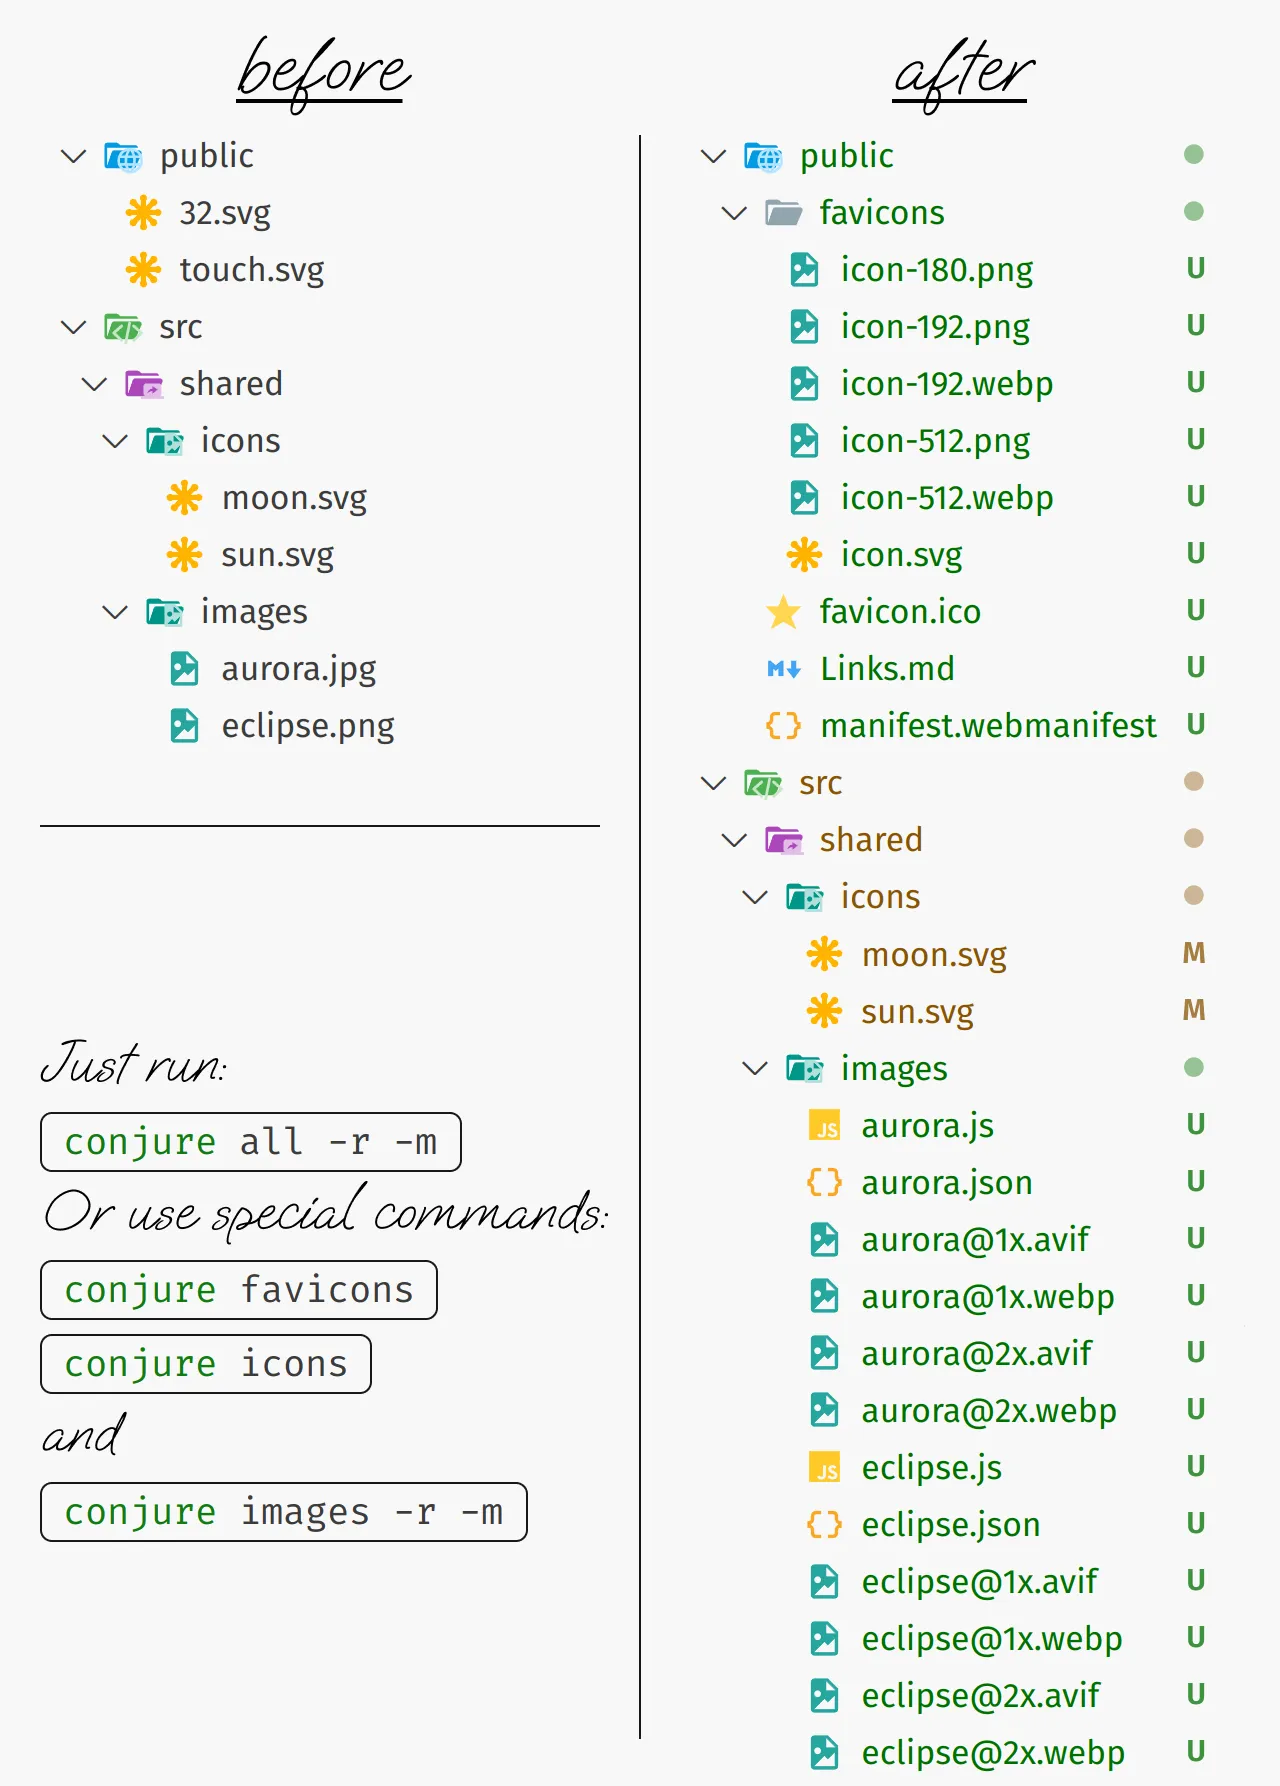 before
public
32.svg
touch.svg
src
shared
icons
moon.svg
sun.svg
images
aurora.jpg
eclipse.png
Just run:
conjure all -r -m
Or use special commands:
conjure favicons
conjure icons
and
conjure images -r -m
after
public
favicons
icon-180.png U
icon-192.png U
icon-192.webp U
icon-512.png U
icon-512.webp U
icon.svg U
favicon.ico U
Links.md U
manifest.webmanifest U
src
shared
icons
moon.svg M
sun.svg M
images
JS aurora.js U
aurora.json U
aurora@1x.avif U
aurora@1x.webp U
aurora@2x.avif U
aurora@2x.webp U
JS eclipse.js U
eclipse.json U
eclipse@1x.avif U
eclipse@1x.webp U
eclipse@2x.avif U
eclipse@2x.webp U